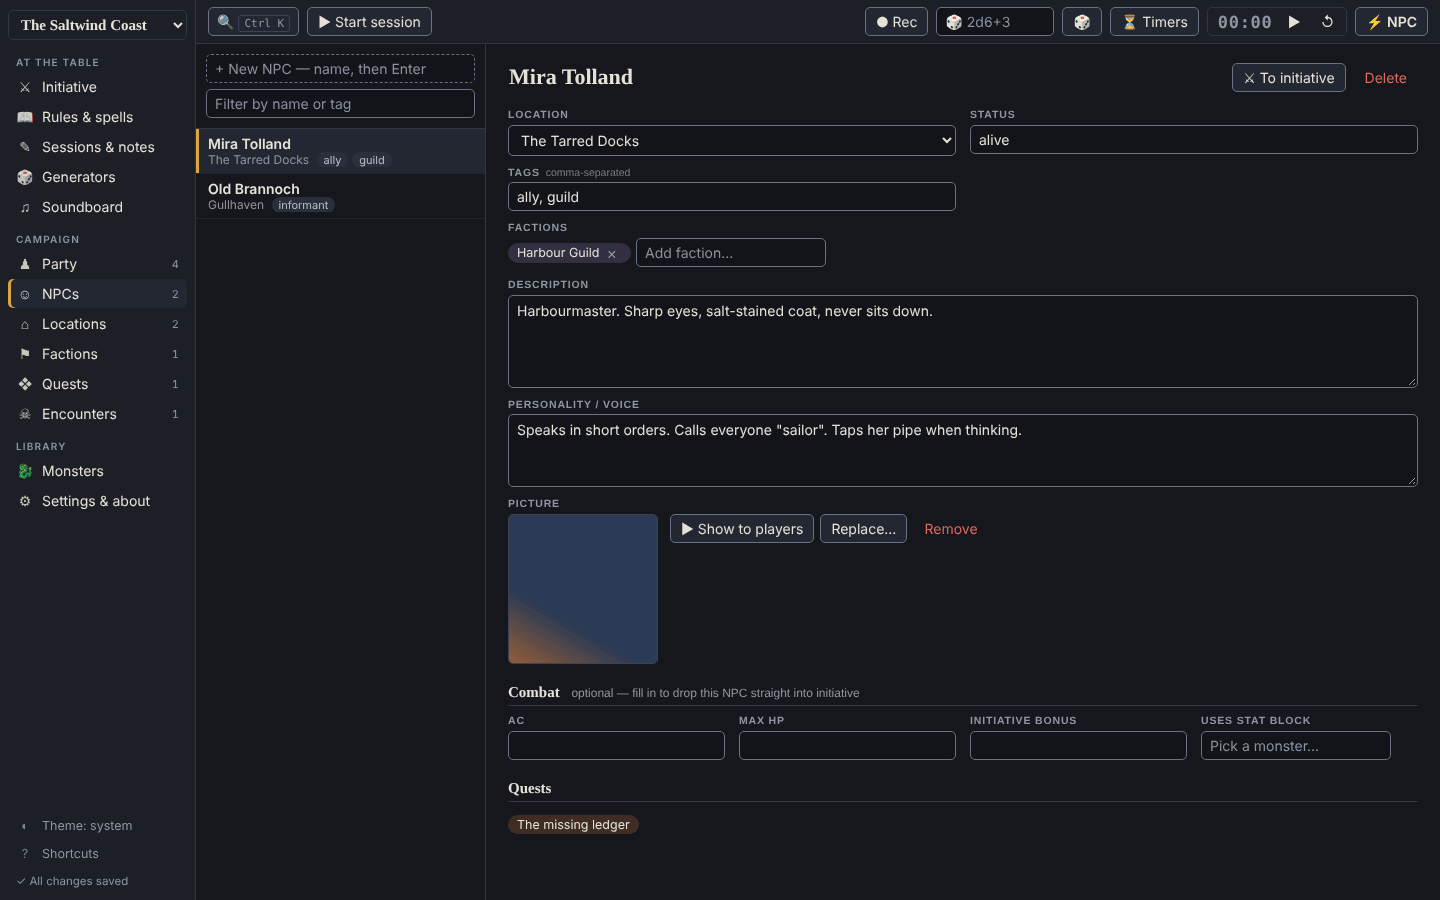 The Saltwind Coast
AT THE TABLE
Initiative
Rules & spells
Sessions & notes
Generators
Soundboard
CAMPAIGN
Party 4
NPCs 2
Locations 2
Factions 1
Quests 1
Encounters 1
LIBRARY
Monsters
Settings & about
Theme: system
? Shortcuts
✓ All changes saved
Ctrl K
▶ Start session
● Rec
2d6+3
Timers
00:00
NPC
+ New NPC — name, then Enter
Filter by name or tag
Mira Tolland
The Tarred Docks ally guild
Old Brannoch
Gullhaven informant
Mira Tolland
To initiative
Delete
LOCATION
The Tarred Docks
STATUS
alive
TAGS comma-separated
ally, guild
FACTIONS
Harbour Guild ×
Add faction…
DESCRIPTION
Harbourmaster. Sharp eyes, salt-stained coat, never sits down.
PERSONALITY / VOICE
Speaks in short orders. Calls everyone "sailor". Taps her pipe when thinking.
PICTURE
▶ Show to players
Replace…
Remove
Combat optional — fill in to drop this NPC straight into initiative
AC
MAX HP
INITIATIVE BONUS
USES STAT BLOCK
Pick a monster…
Quests
The missing ledger